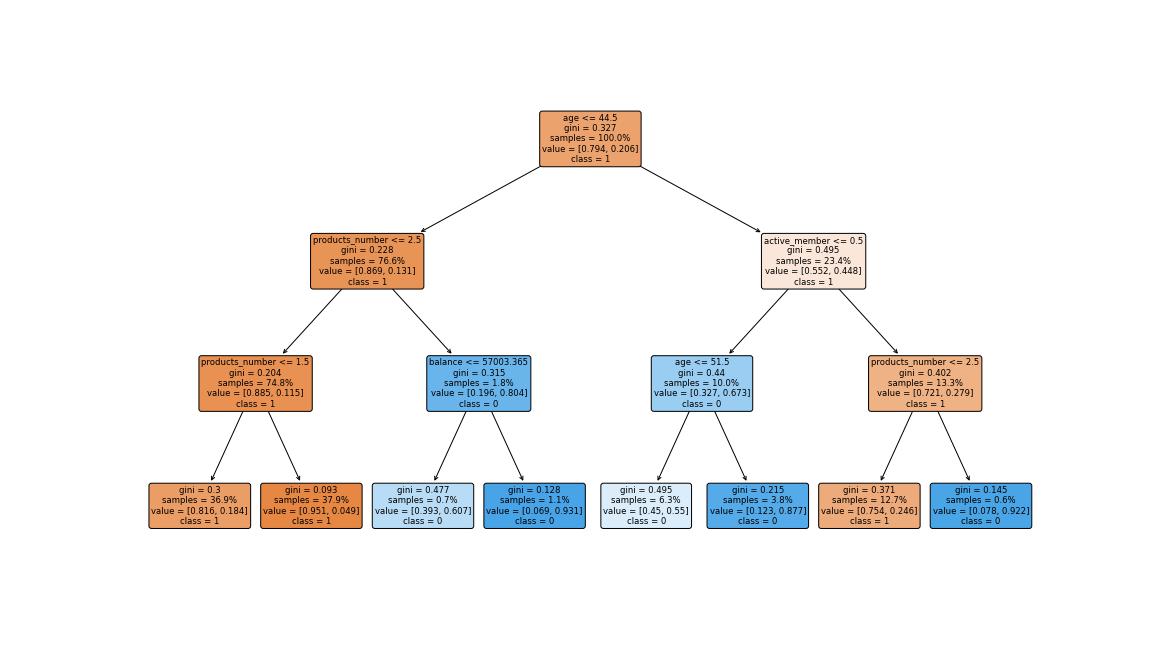 age <= 44.5
gini = 0.327
samples = 100.0%
value = [0.794, 0.206]
class = 1
products_number <= 2.5
gini = 0.228
samples = 76.6%
value = [0.869, 0.131]
class = 1
active_member <= 0.5
gini = 0.495
samples = 23.4%
value = [0.552, 0.448]
class = 1
products_number <= 1.5
gini = 0.204
samples = 74.8%
value = [0.885, 0.115]
class = 1
balance <= 57003.365
gini = 0.315
samples = 1.8%
value = [0.196, 0.804]
class = 0
age <= 51.5
gini = 0.44
samples = 10.0%
value = [0.327, 0.673]
class = 0
products_number <= 2.5
gini = 0.402
samples = 13.3%
value = [0.721, 0.279]
class = 1
gini = 0.3
samples = 36.9%
value = [0.816, 0.184]
class = 1
gini = 0.093
samples = 37.9%
value = [0.951, 0.049]
class = 1
gini = 0.477
samples = 0.7%
value = [0.393, 0.607]
class = 0
gini = 0.128
samples = 1.1%
value = [0.069, 0.931]
class = 0
gini = 0.495
samples = 6.3%
value = [0.45, 0.55]
class = 0
gini = 0.215
samples = 3.8%
value = [0.123, 0.877]
class = 0
gini = 0.371
samples = 12.7%
value = [0.754, 0.246]
class = 1
gini = 0.145
samples = 0.6%
value = [0.078, 0.922]
class = 0